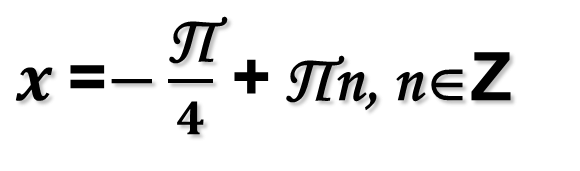 x = − π/4 + πn, n∈Z